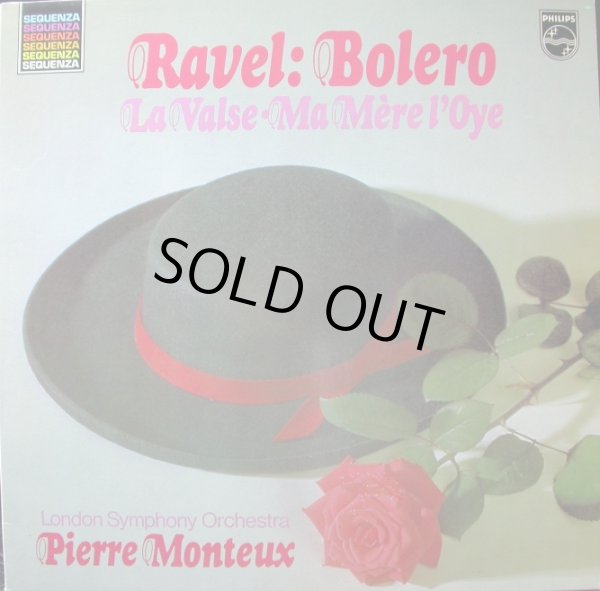 SEQUENZA
SEQUENZA
SEQUENZA
SEQUENZA
SEQUENZA
SEQUENZA
PHILIPS
Ravel: Bolero
La Valse • Ma Mère l'Oye
SOLD OUT
London Symphony Orchestra
Pierre Monteux